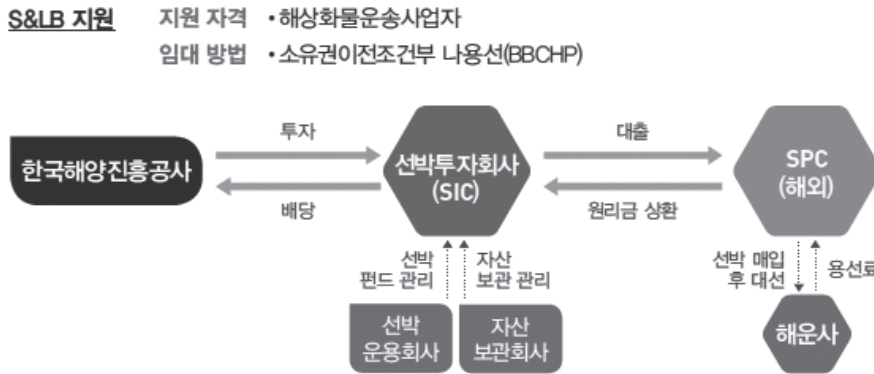 S&LB 지원 지원 자격 • 해상화물운송사업자
임대 방법 • 소유권이전조건부 나용선(BBCHP)
한국해양진흥공사
투자
배당
선박투자회사
(SIC)
대출
원리금 상환
SPC
(해외)
선박
펀드 관리
자산
보관 관리
선박 매입
후 대선
용선료
선박
운용회사
자산
보관회사
해운사